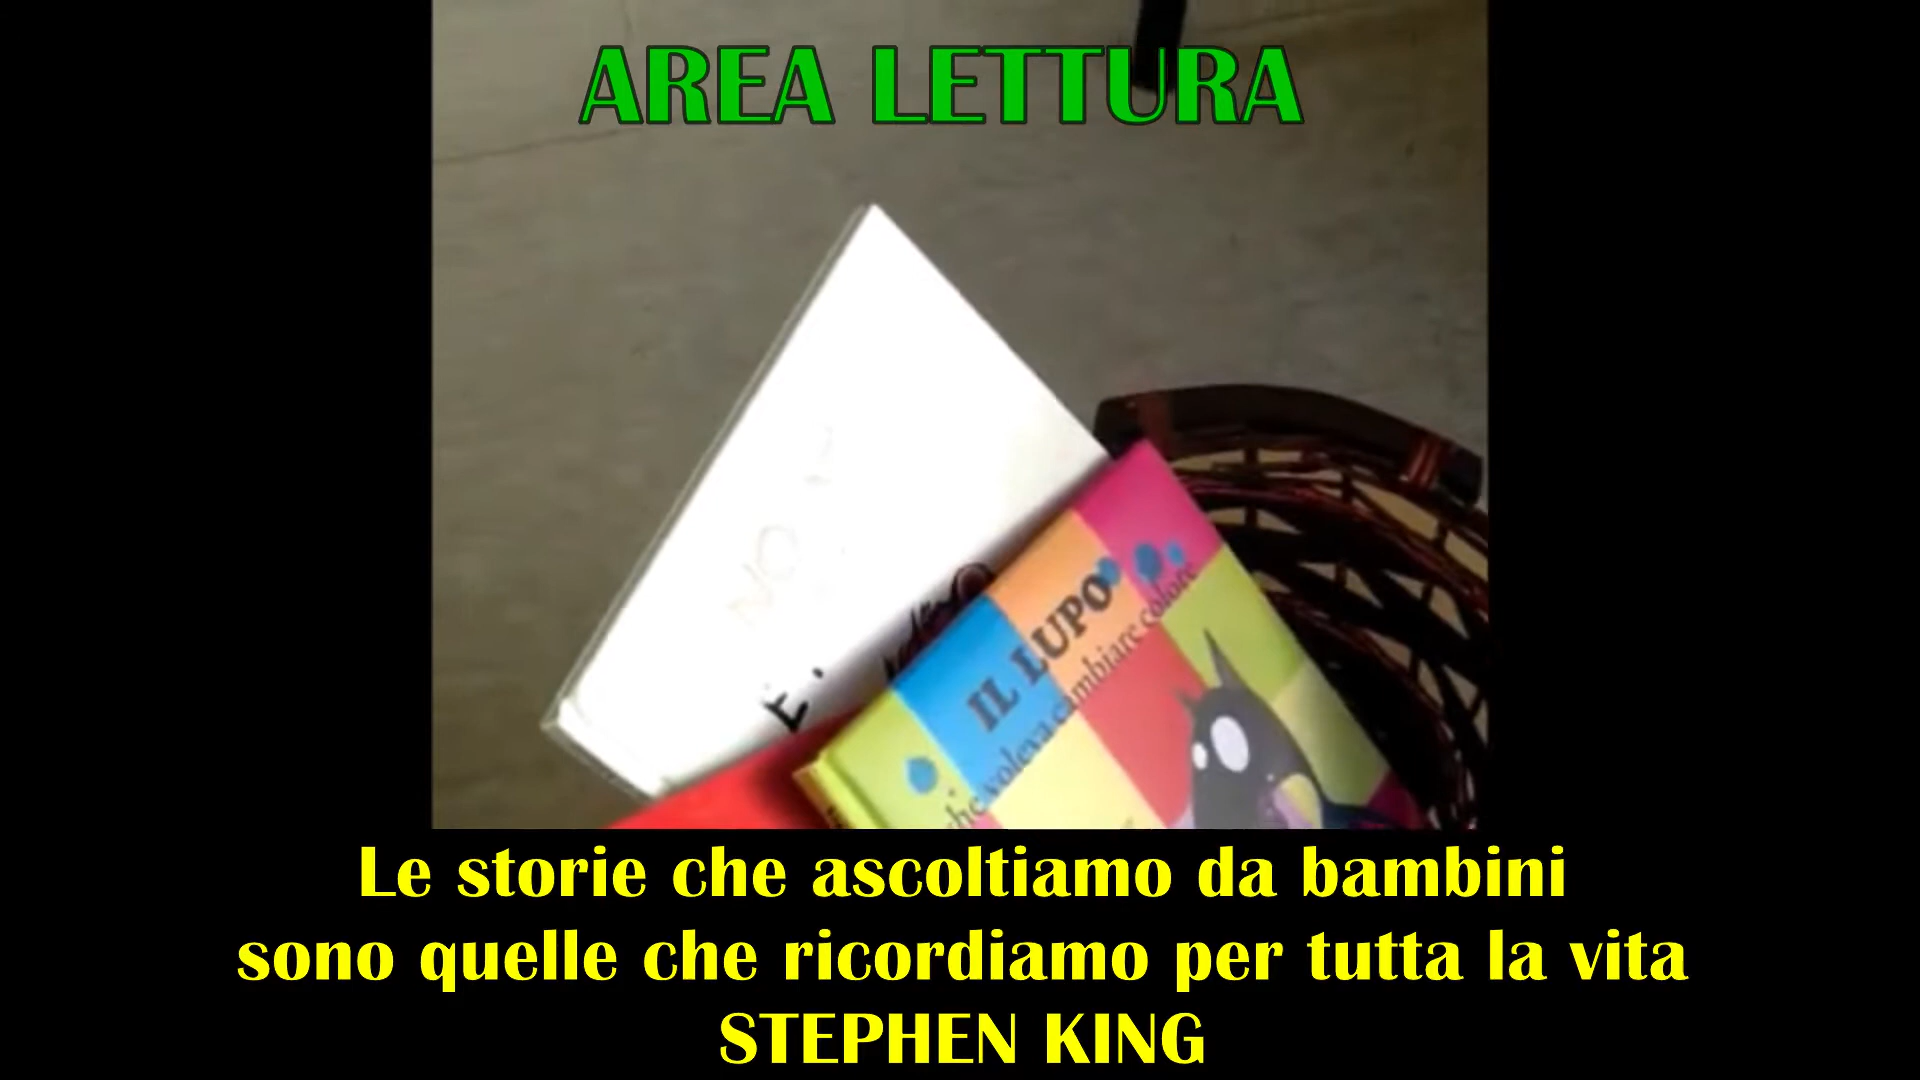 AREA LETTURA
IL LUPO
che voleva cambiare colore
Le storie che ascoltiamo da bambini
sono quelle che ricordiamo per tutta la vita
STEPHEN KING